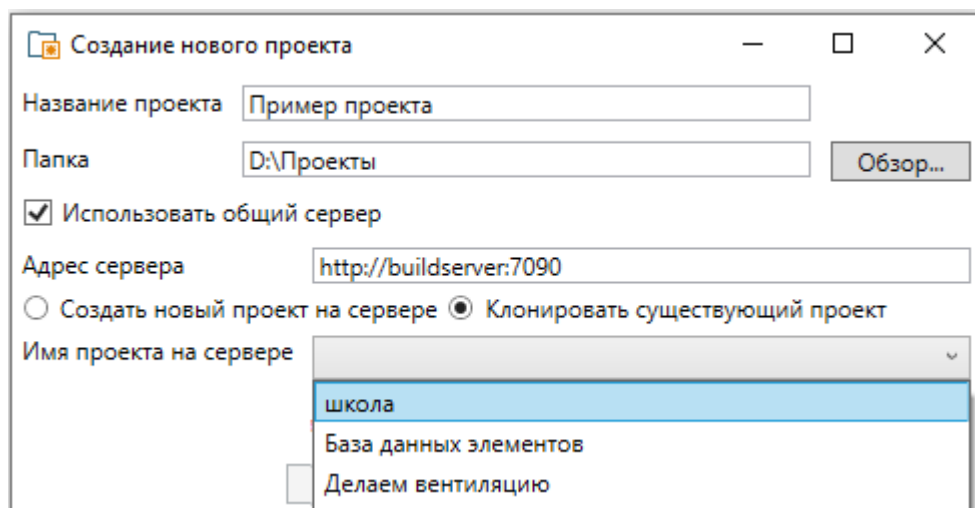 Создание нового проекта
Название проекта Пример проекта
Папка D:\Проекты Обзор...
Использовать общий сервер
Адрес сервера http://buildserver:7090
Создать новый проект на сервере Клонировать существующий проект
Имя проекта на сервере
школа
База данных элементов
Делаем вентиляцию